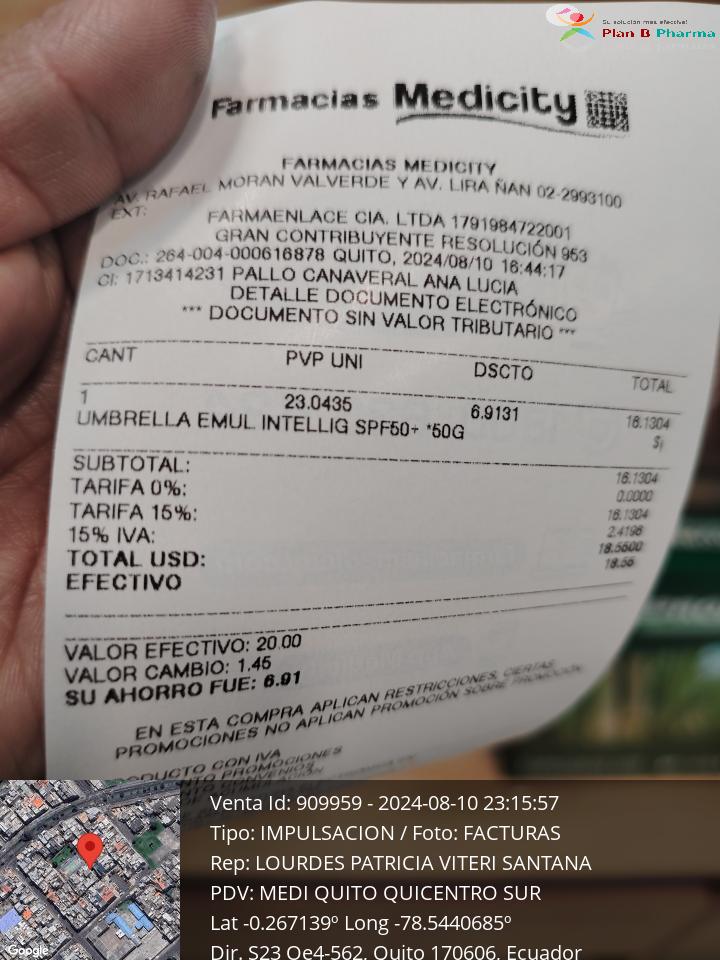 Su solución mas efectiva!
Plan B Pharma
Farmacias Medicity
FARMACIAS MEDICITY
AV. RAFAEL MORAN VALVERDE Y AV. LIRA ÑAN 02-2993100
EXT:
FARMAENLACE CIA. LTDA 1791984722001
GRAN CONTRIBUYENTE RESOLUCIÓN 953
DOC.: 264-004-000616878 QUITO, 2024/08/10 16:44:17
CI: 1713414231 PALLO CANAVERAL ANA LUCIA
DETALLE DOCUMENTO ELECTRÓNICO
*** DOCUMENTO SIN VALOR TRIBUTARIO ***
CANT PVP UNI DSCTO TOTAL
1 23.0435 6.9131 16.1304
UMBRELLA EMUL INTELLIG SPF50+ *50G
SUBTOTAL: 16.1304
TARIFA 0%: 0.0000
TARIFA 15%: 16.1304
15% IVA: 2.4196
TOTAL USD: 18.5500
EFECTIVO 18.55
VALOR EFECTIVO: 20.00
VALOR CAMBIO: 1.45
SU AHORRO FUE: 6.91
EN ESTA COMPRA APLICAN RESTRICCIONES, CIERTAS
PROMOCIONES NO APLICAN PROMOCIÓN SOBRE PROMOCIÓN
CON IVA
PROMOCIONES
CONVENIOS
Google
Venta Id: 909959 - 2024-08-10 23:15:57
Tipo: IMPULSACION / Foto: FACTURAS
Rep: LOURDES PATRICIA VITERI SANTANA
PDV: MEDI QUITO QUICENTRO SUR
Lat -0.267139º Long -78.5440685º
Dir. S23 Oe4-562, Quito 170606, Ecuador